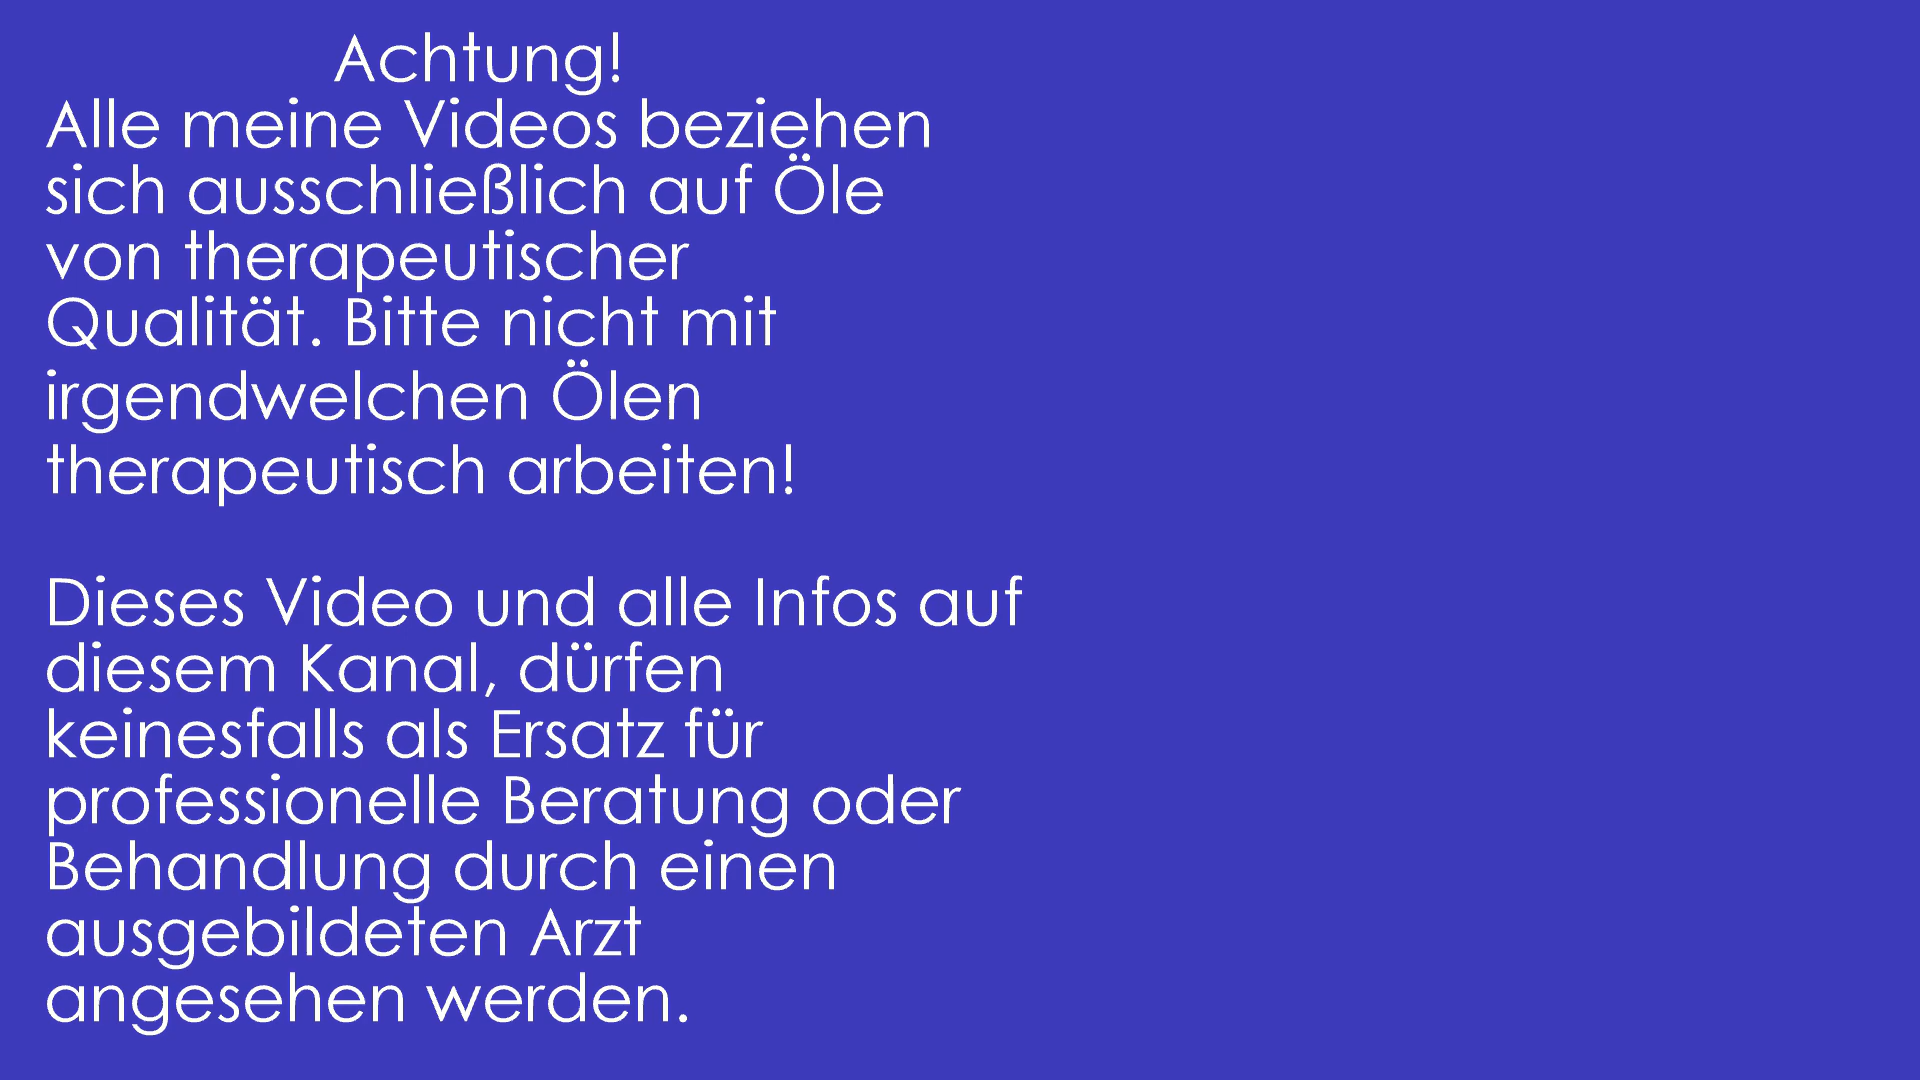 Achtung!
Alle meine Videos beziehen
sich ausschließlich auf Öle
von therapeutischer
Qualität. Bitte nicht mit
irgendwelchen Ölen
therapeutisch arbeiten!
Dieses Video und alle Infos auf
diesem Kanal, dürfen
keinesfalls als Ersatz für
professionelle Beratung oder
Behandlung durch einen
ausgebildeten Arzt
angesehen werden.